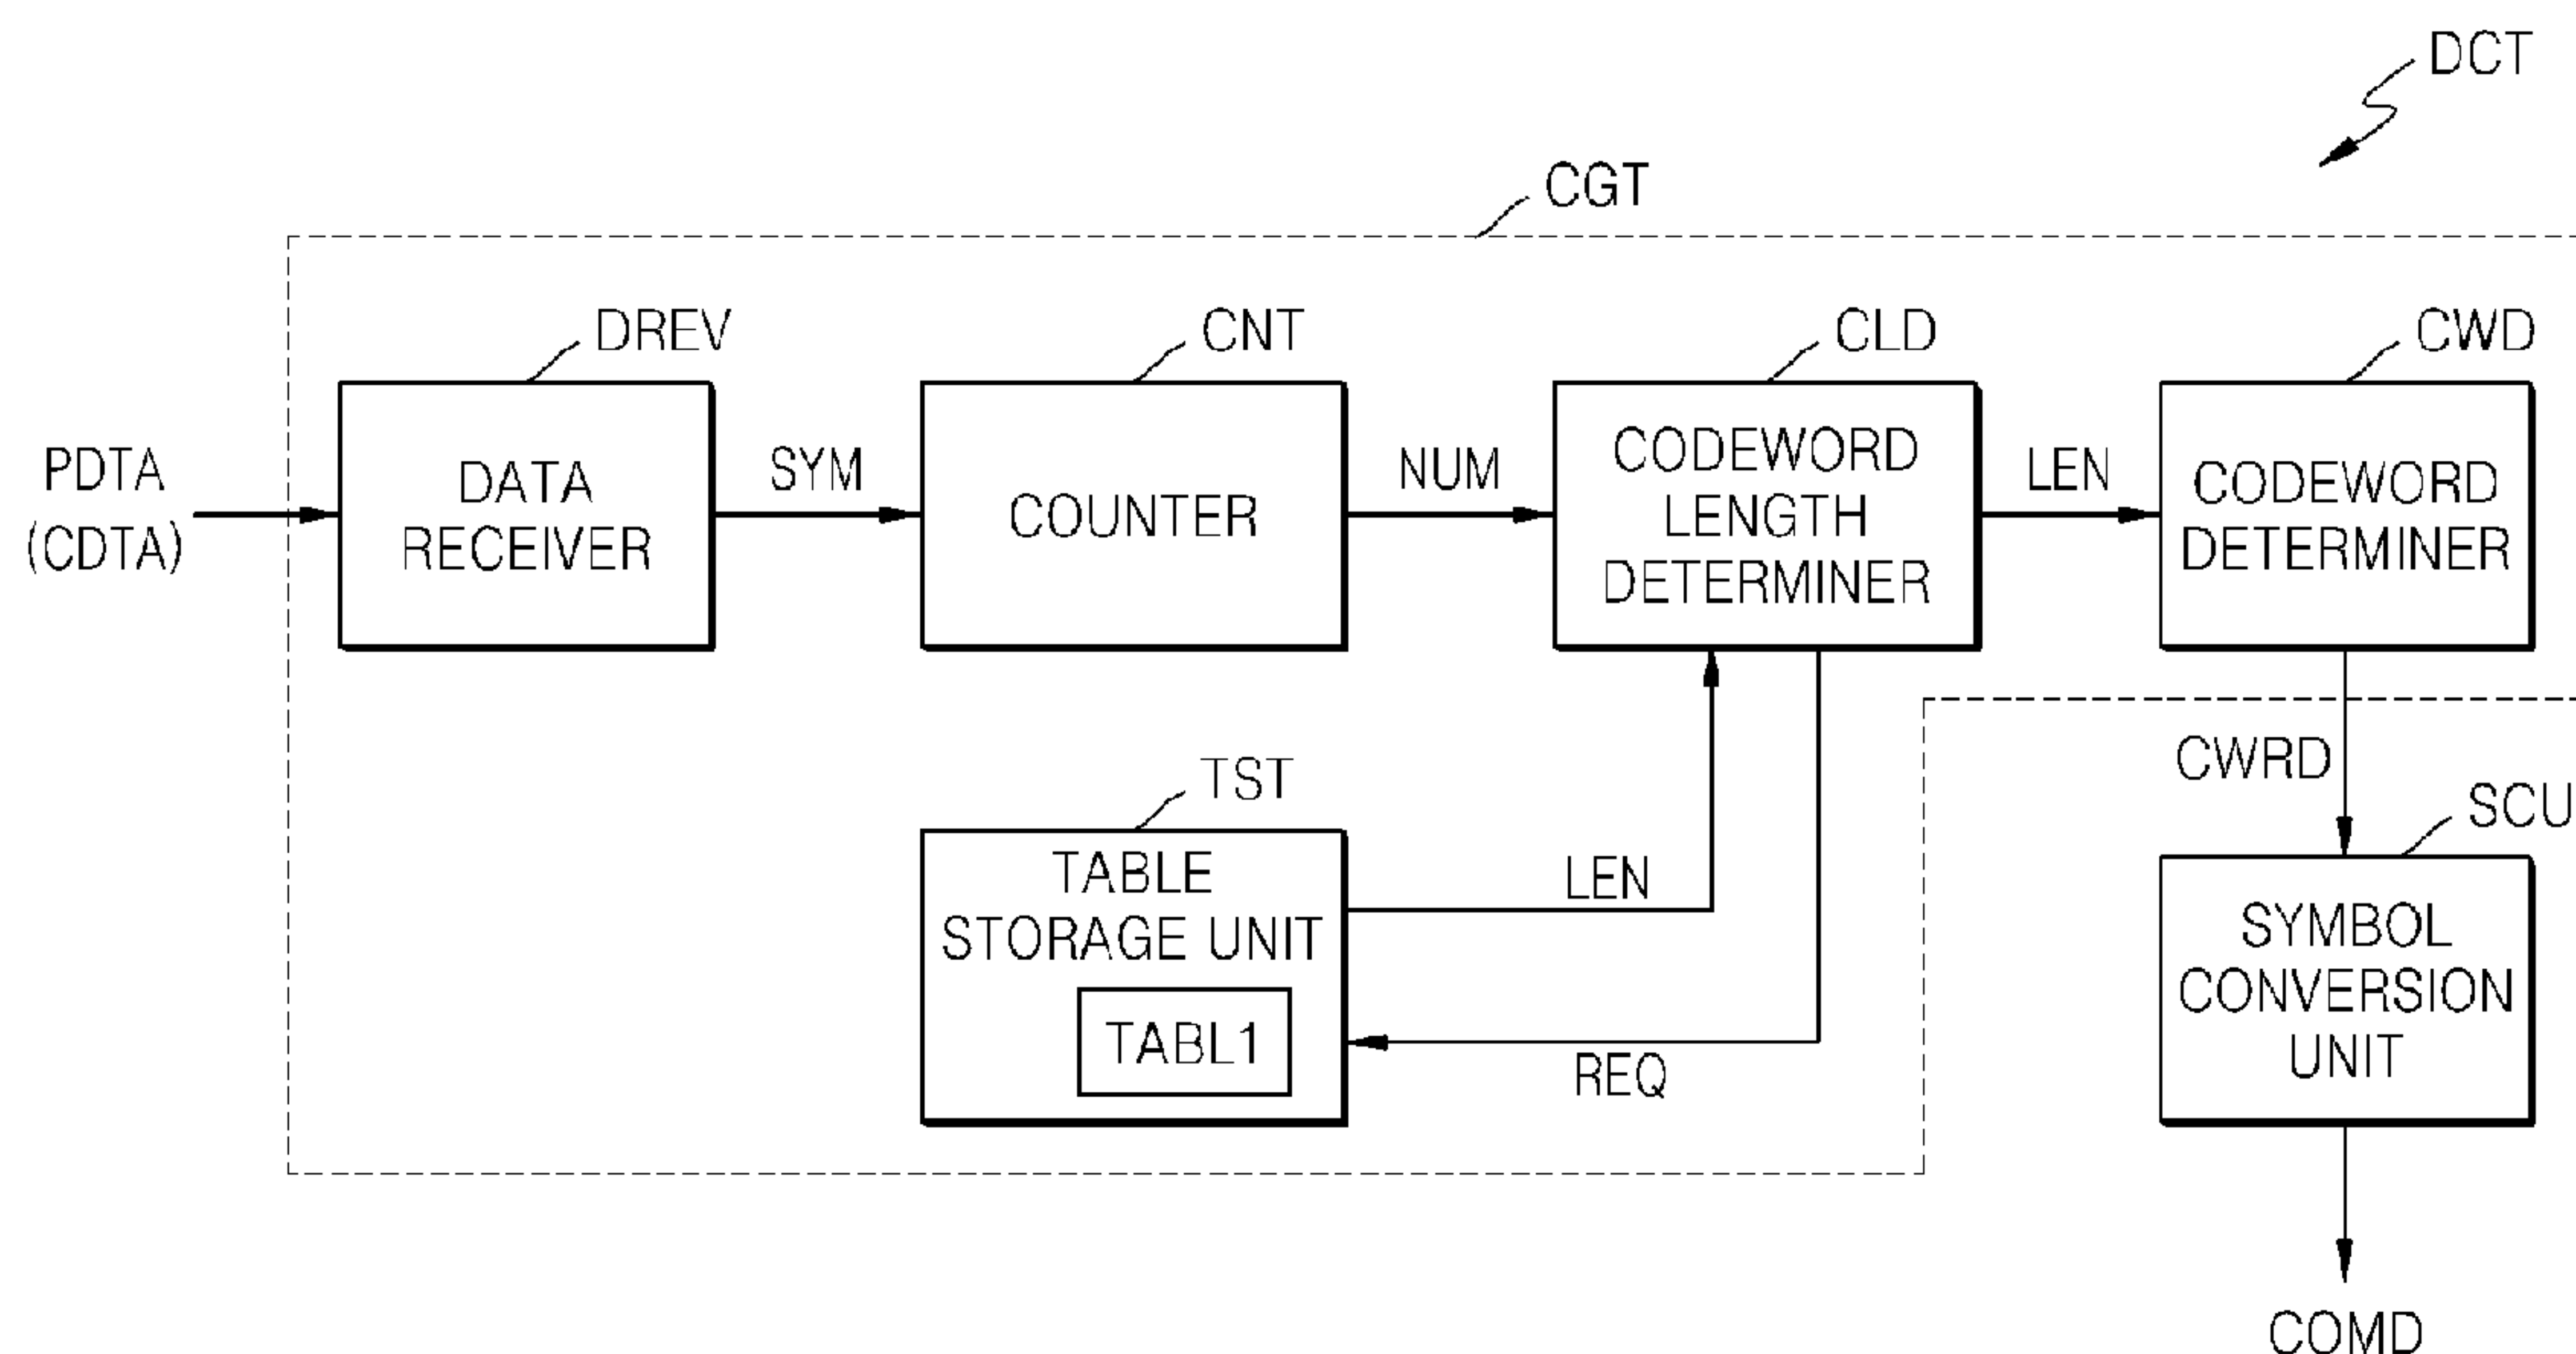 DCT
CGT
DREV
CNT
CLD
CWD
PDTA
(CDTA)
DATA
RECEIVER
SYM
COUNTER
NUM
CODEWORD
LENGTH
DETERMINER
LEN
CODEWORD
DETERMINER
TST
TABLE
STORAGE UNIT
TABL1
LEN
REQ
CWRD
SCU
SYMBOL
CONVERSION
UNIT
COMD